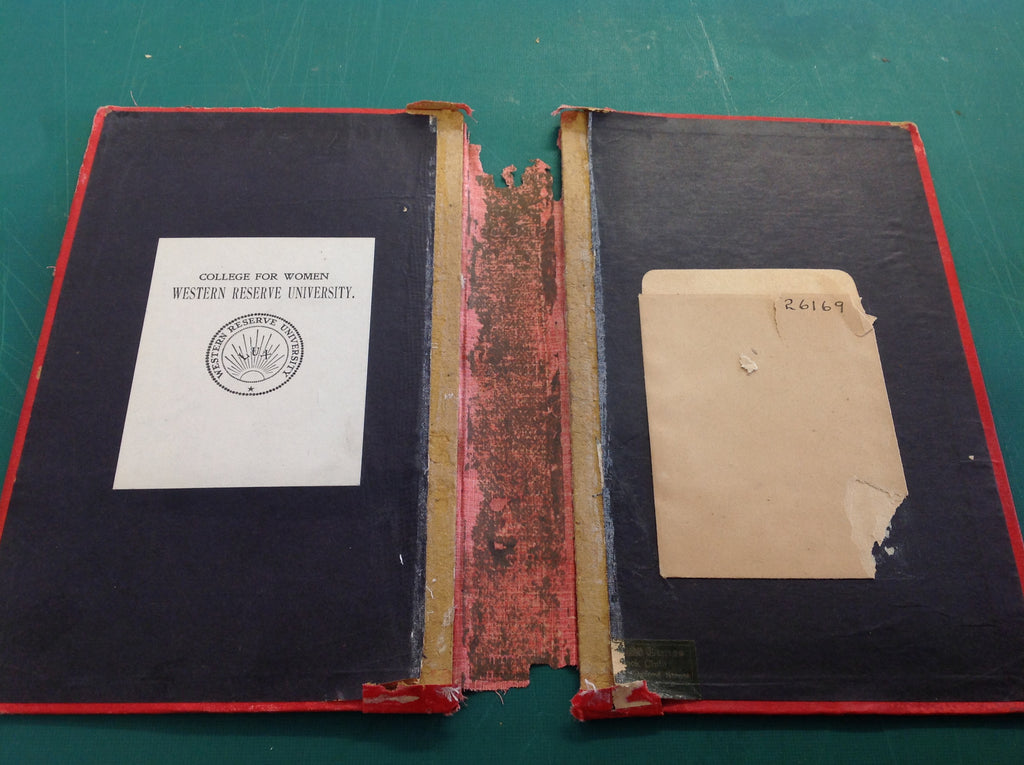 COLLEGE FOR WOMEN
WESTERN RESERVE UNIVERSITY.
WESTERN RESERVE UNIVERSITY
LUX
26169